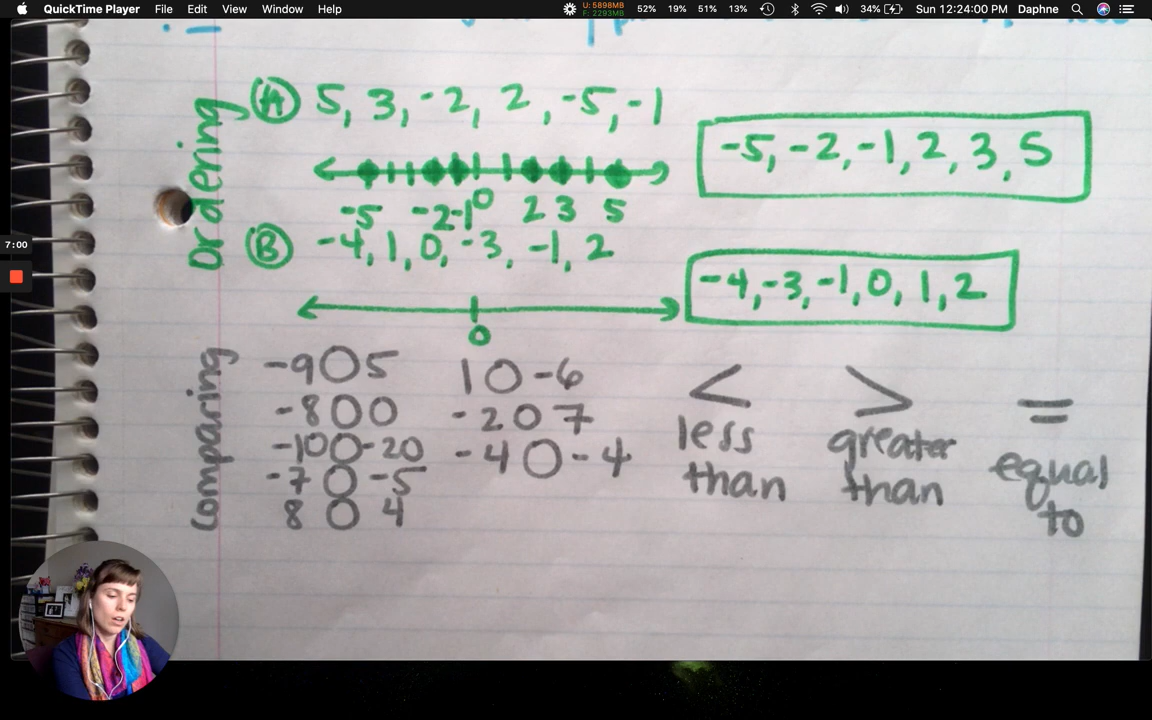 QuickTime Player File Edit View Window Help U: 5898MB F: 2293MB 52% 19% 51% 13% 34% Sun 12:24:00 PM Daphne
7:00
Ordering
A 5, 3, -2, 2, -5, -1
-5, -2, -1, 2, 3, 5
-5 -2 -1 0 2 3 5
B -4, 1, 0, -3, -1, 2
-4, -3, -1, 0, 1, 2
0
Comparing
-9 ○ 5
-8 ○ 0
-10 ○ -20
-7 ○ -5
8 ○ 4
1 ○ -6
-2 ○ 7
-4 ○ -4
<
less
than
>
greater
than
=
equal
to